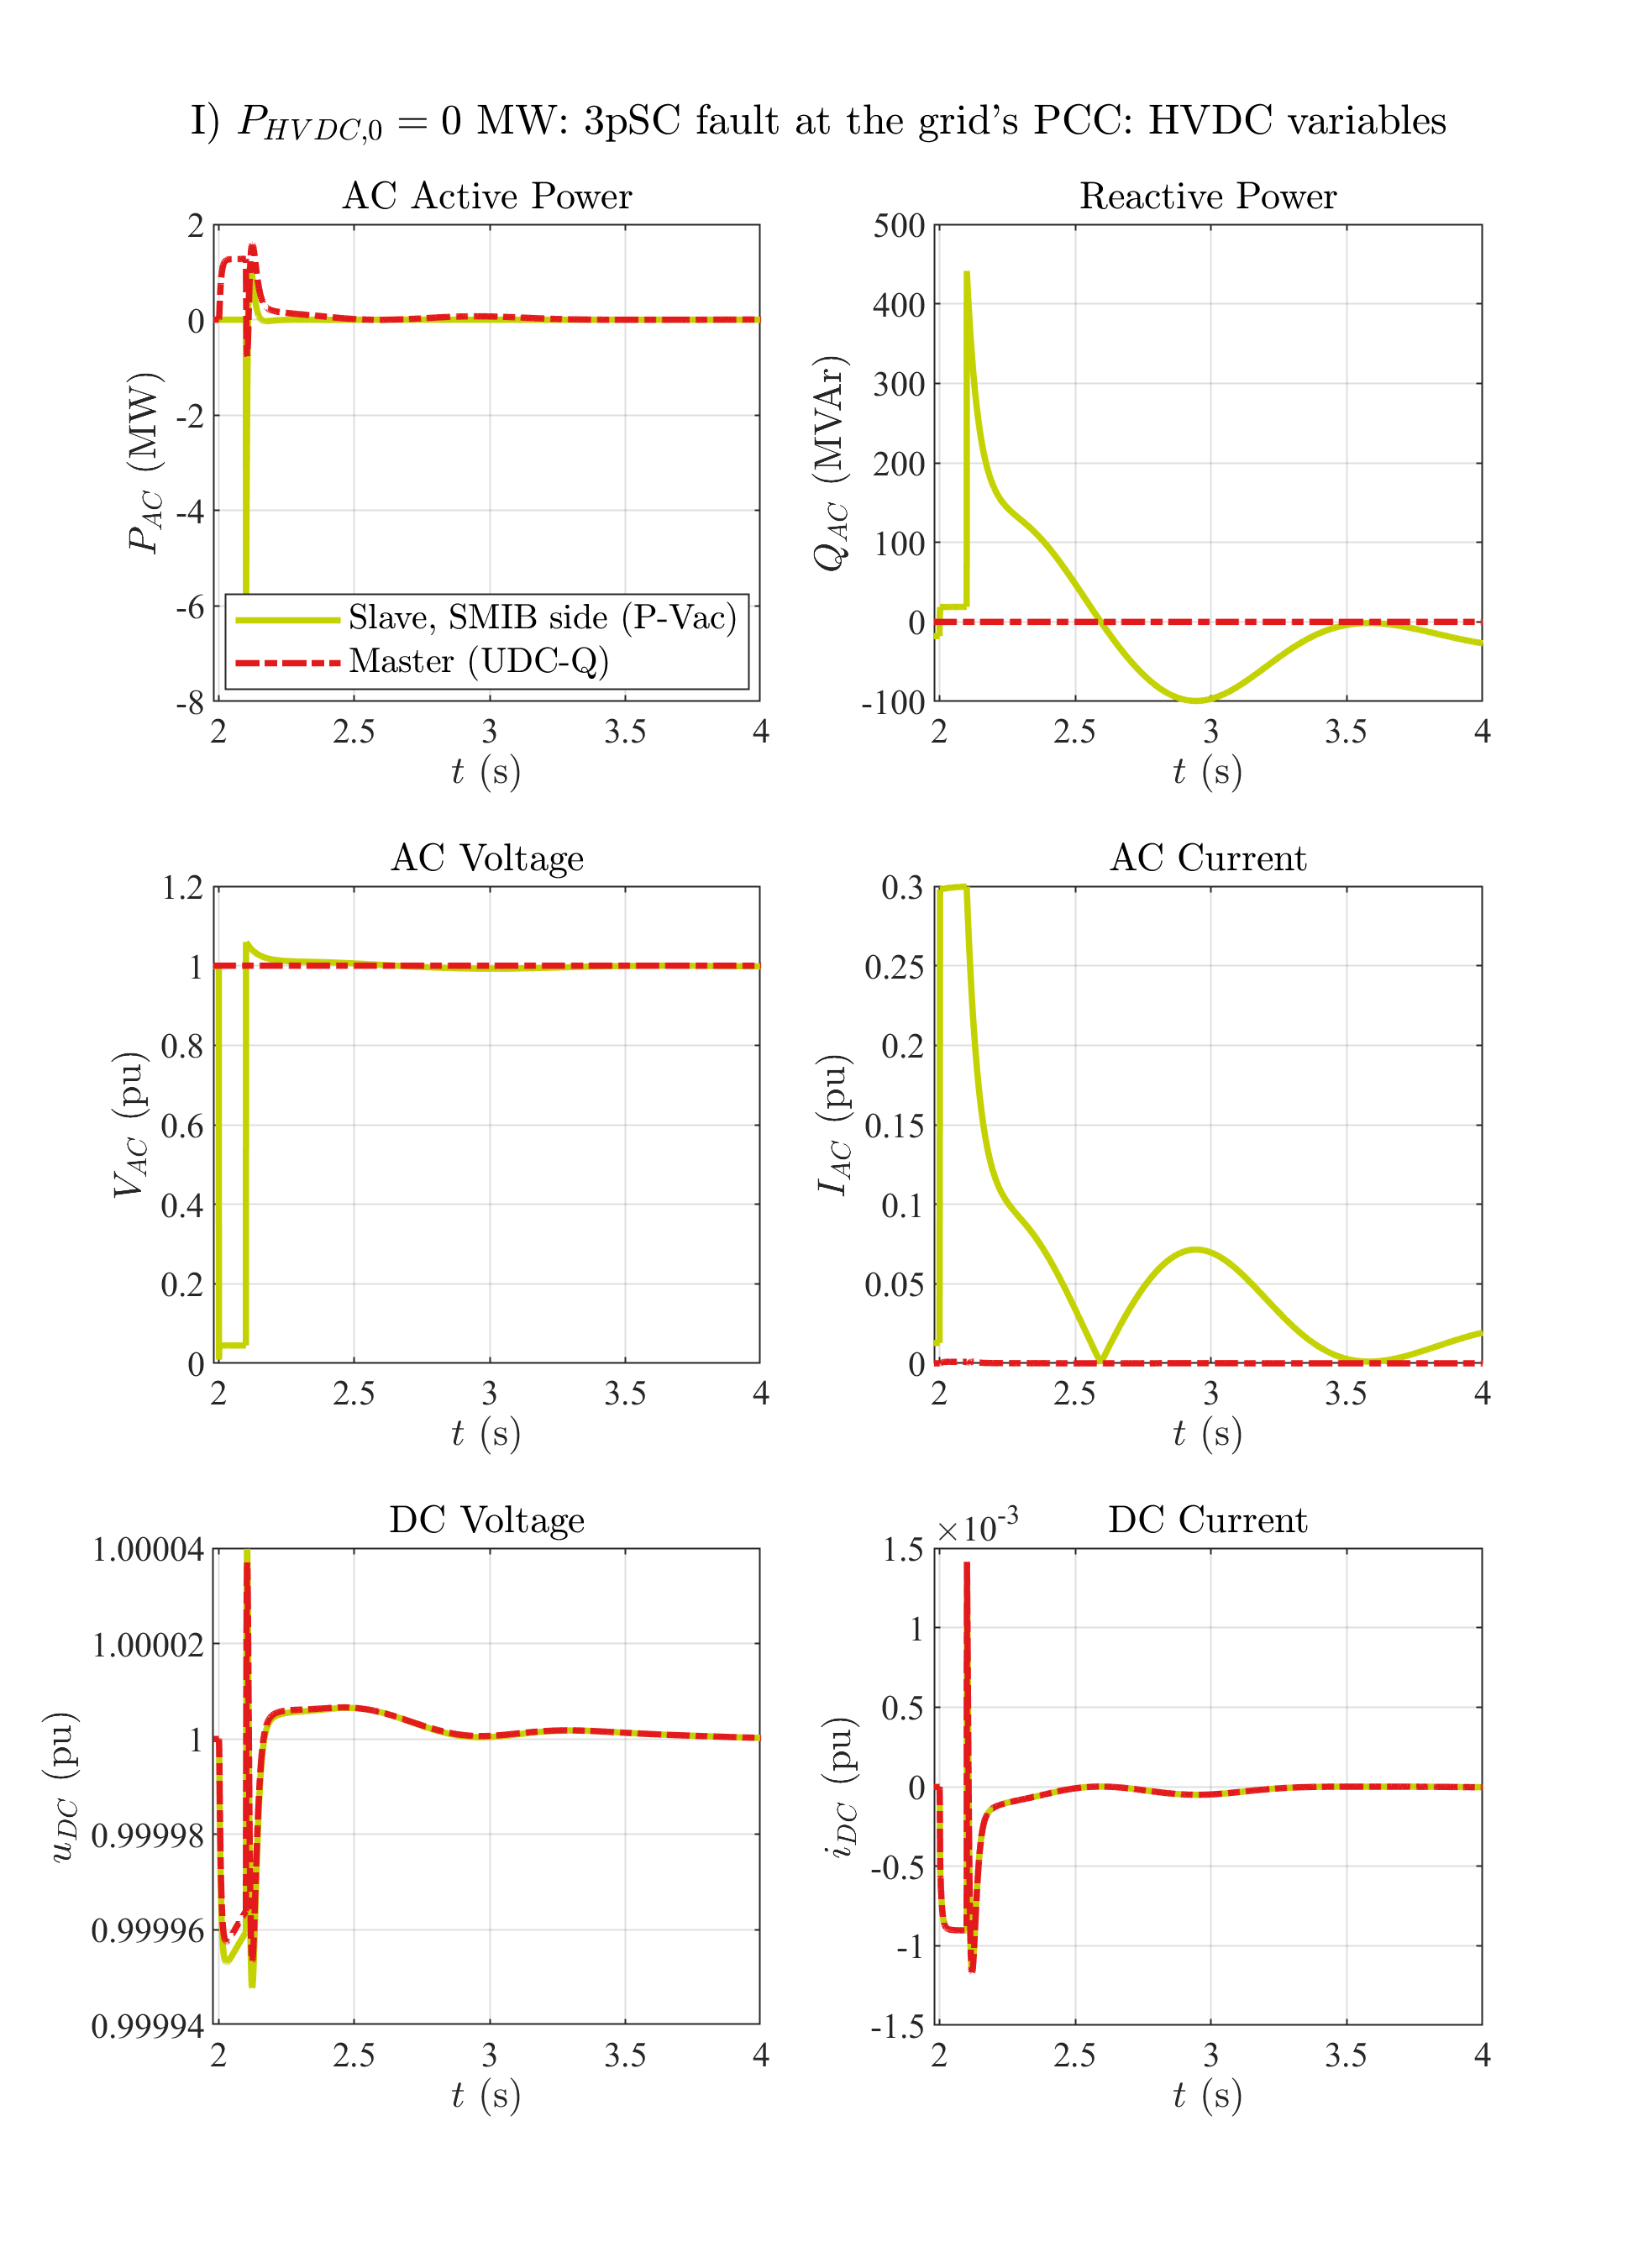 I) P_{HVDC,0} = 0 MW: 3pSC fault at the grid's PCC: HVDC variables
AC Active Power
2
0
-2
-4
-6
-8
P_{AC} (MW)
Slave, SMIB side (P-Vac)
Master (UDC-Q)
2 2.5 3 3.5 4
t (s)
Reactive Power
500
400
300
200
100
0
-100
Q_{AC} (MVAr)
2 2.5 3 3.5 4
t (s)
AC Voltage
1.2
1
0.8
0.6
0.4
0.2
0
V_{AC} (pu)
2 2.5 3 3.5 4
t (s)
AC Current
0.3
0.25
0.2
0.15
0.1
0.05
0
I_{AC} (pu)
2 2.5 3 3.5 4
t (s)
DC Voltage
1.00004
1.00002
1
0.99998
0.99996
0.99994
u_{DC} (pu)
2 2.5 3 3.5 4
t (s)
DC Current
×10^{-3}
1.5
1
0.5
0
-0.5
-1
-1.5
i_{DC} (pu)
2 2.5 3 3.5 4
t (s)